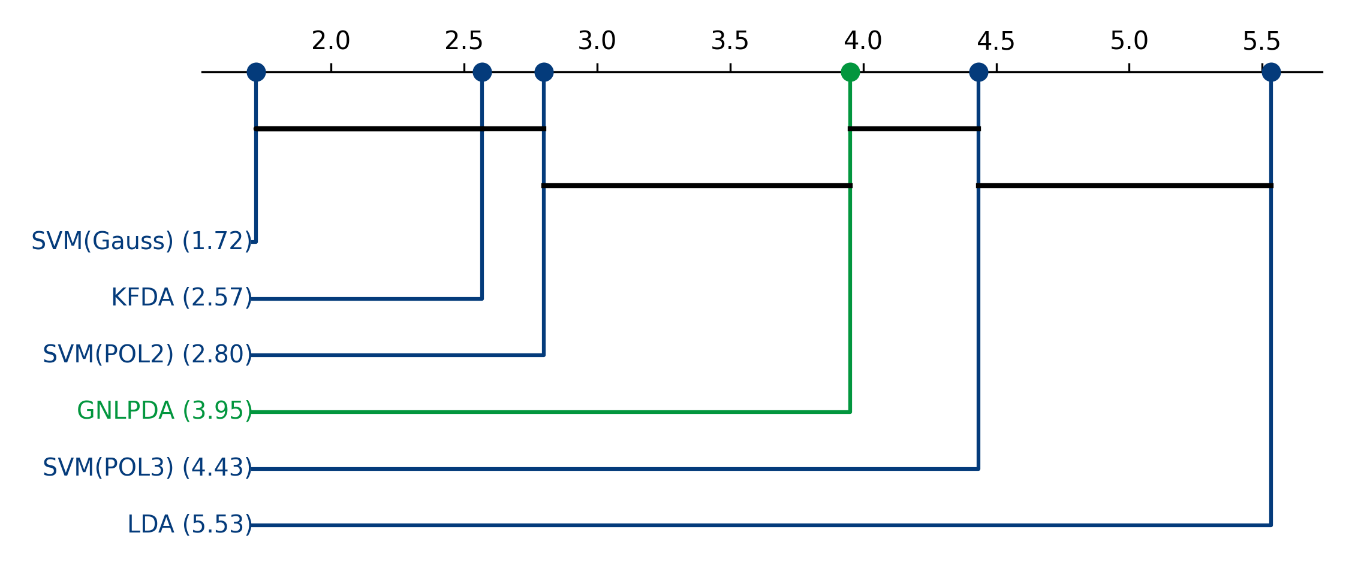 2.0 2.5 3.0 3.5 4.0 4.5 5.0 5.5
SVM(Gauss) (1.72)
KFDA (2.57)
SVM(POL2) (2.80)
GNLPDA (3.95)
SVM(POL3) (4.43)
LDA (5.53)